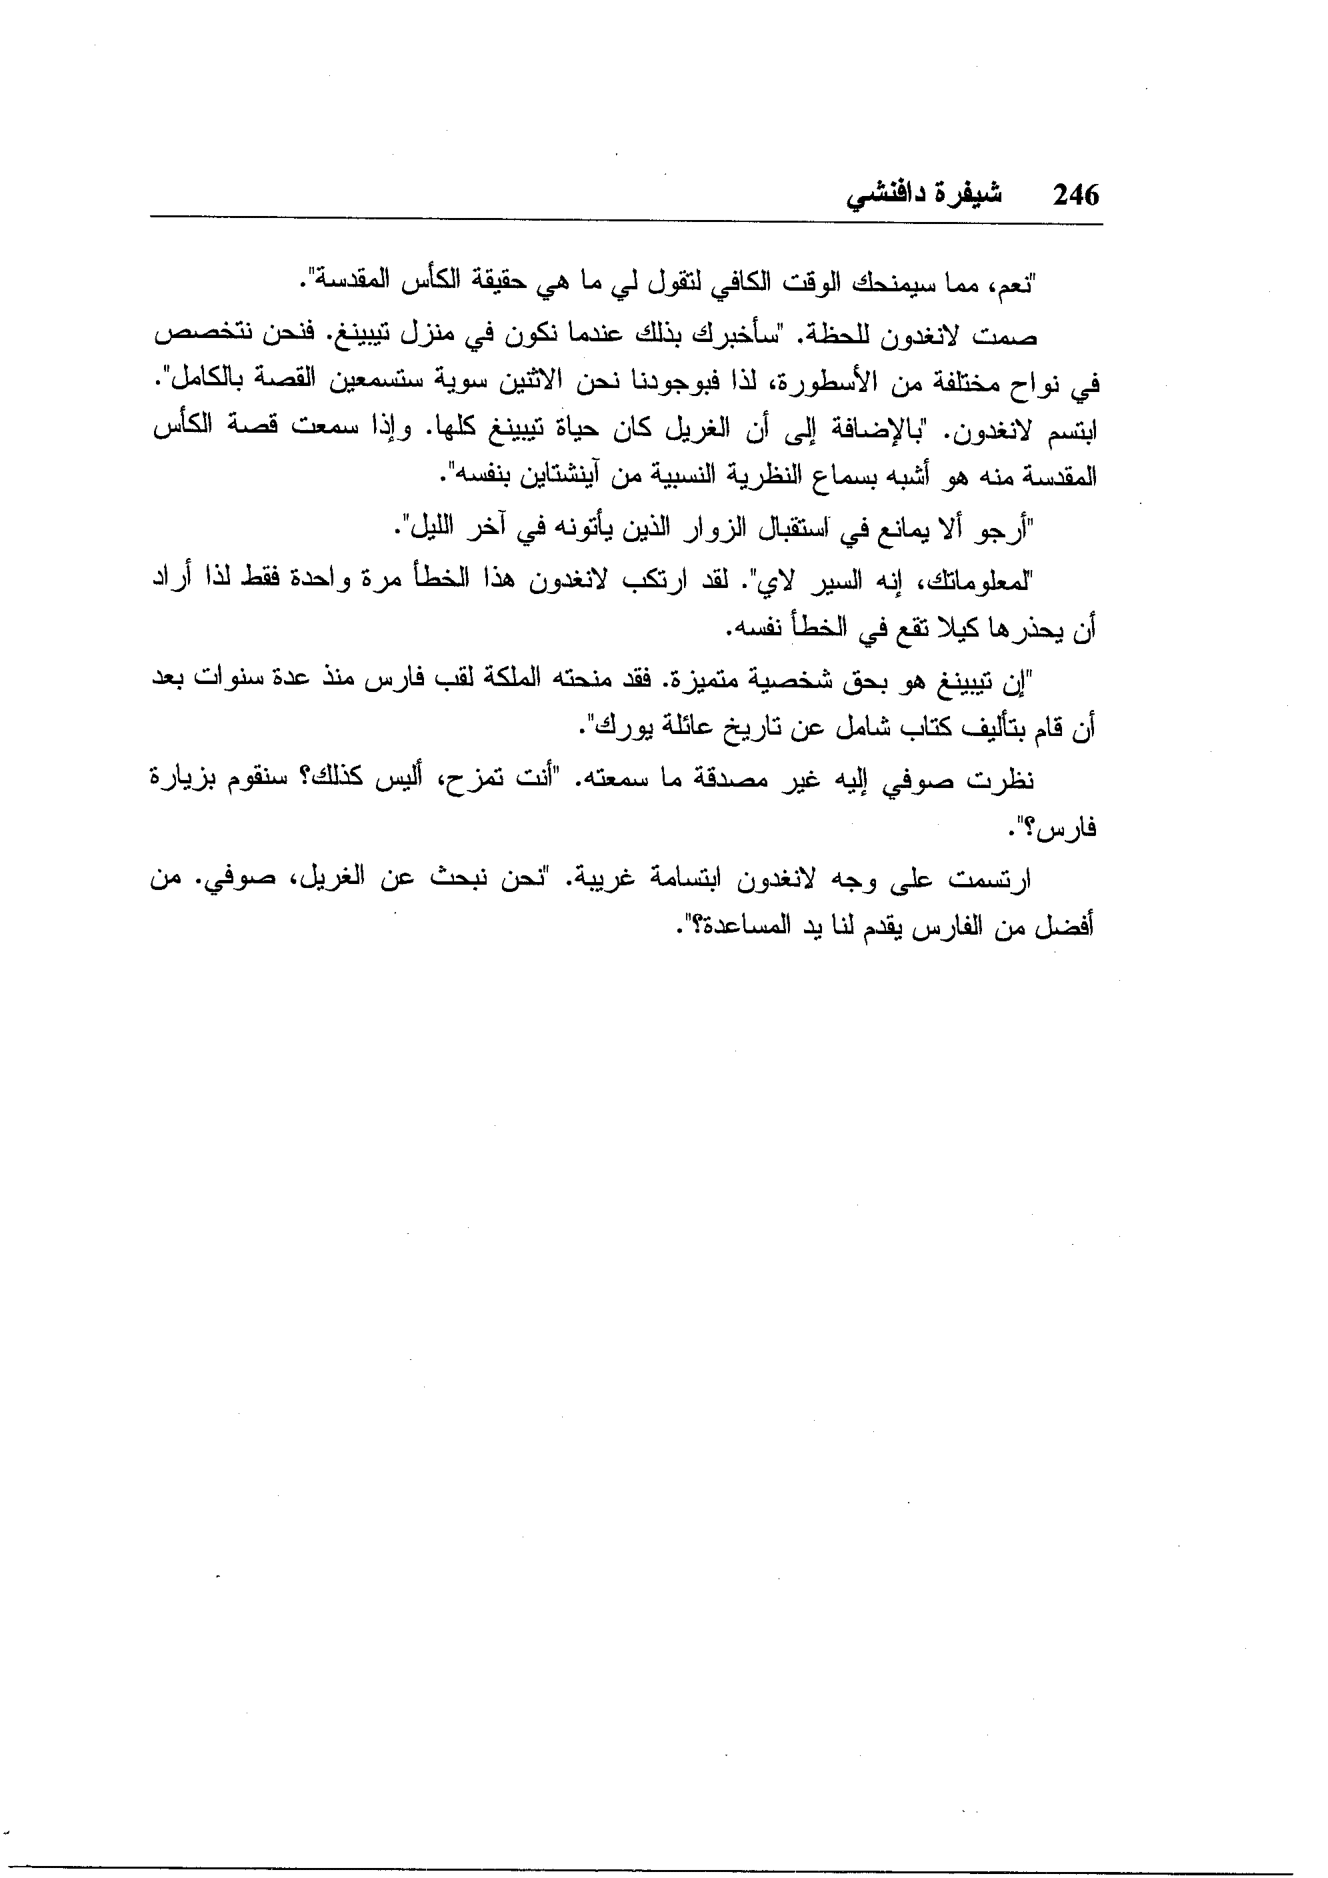 246 شيفرة دافنشي
"نعم، مما سيمنحك الوقت الكافي لتقول لي ما هي حقيقة الكأس المقدسة".
صمت لانغدون للحظة. "سأخبرك بذلك عندما نكون في منزل تيبينغ. فنحن نتخصص
في نواح مختلفة من الأسطورة، لذا فبوجودنا نحن الاثنين سوية ستسمعين القصة بالكامل".
ابتسم لانغدون. "بالإضافة إلى أن الغريل كان حياة تيبينغ كلها. وإذا سمعت قصة الكأس
المقدسة منه هو أشبه بسماع النظرية النسبية من آينشتاين بنفسه".
"أرجو ألا يمانع في استقبال الزوار الذين يأتونه في آخر الليل".
"لمعلوماتك، إنه السير لاي". لقد ارتكب لانغدون هذا الخطأ مرة واحدة فقط لذا أراد
أن يحذرها كيلا تقع في الخطأ نفسه.
"إن تيبينغ هو بحق شخصية متميزة. فقد منحته الملكة لقب فارس منذ عدة سنوات بعد
أن قام بتأليف كتاب شامل عن تاريخ عائلة يورك".
نظرت صوفي إليه غير مصدقة ما سمعته. "أنت تمزح، أليس كذلك؟ سنقوم بزيارة
فارس؟".
ارتسمت على وجه لانغدون ابتسامة غريبة. "نحن نبحث عن الغريل، صوفي. من
أفضل من الفارس يقدم لنا يد المساعدة؟".